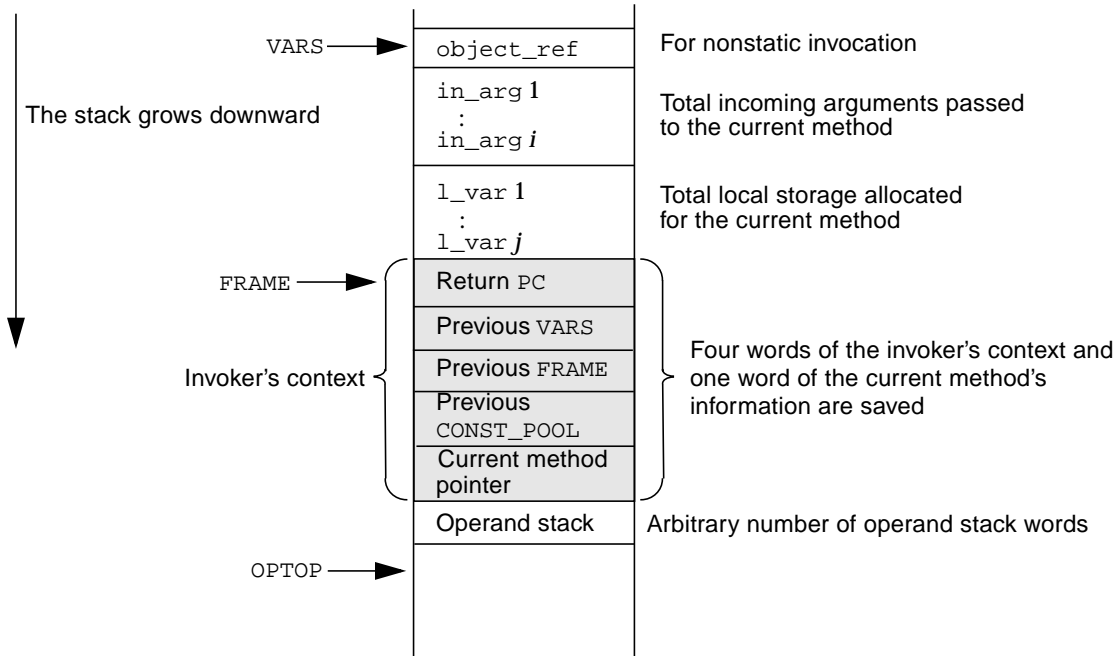 VARS
object_ref
For nonstatic invocation
The stack grows downward
in_arg 1
:
in_arg i
Total incoming arguments passed
to the current method
l_var 1
:
l_var j
Total local storage allocated
for the current method
FRAME
Return PC
Previous VARS
Previous FRAME
Previous
CONST_POOL
Current method
pointer
Invoker's context
Four words of the invoker's context and
one word of the current method's
information are saved
Operand stack
Arbitrary number of operand stack words
OPTOP